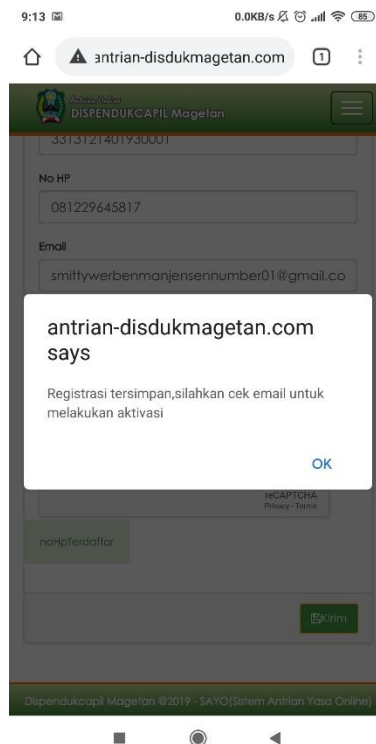 9:13
0.0KB/s
85
antrian-disdukmagetan.com
1
Antrian Online
DISPENDUKCAPIL Magetan
3313121401930001
No HP
081229645817
Email
smittywerbenmanjensennumber01@gmail.co
antrian-disdukmagetan.com
says
Registrasi tersimpan,silahkan cek email untuk
melakukan aktivasi
OK
reCAPTCHA
Privacy - Terms
noHpTerdaftar
Kirim
Dispendukcapil Magetan @2019 - SAYO(Sistem Antrian Yasa Online)